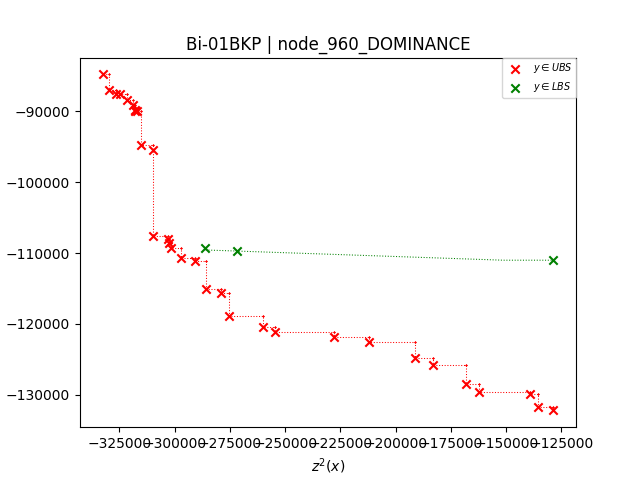 Bi-01BKP | node_960_DOMINANCE
y ∈ UBS
y ∈ LBS
−90000
−100000
−110000
−120000
−130000
−325000 −300000 −275000 −250000 −225000 −200000 −175000 −150000 −125000
z²(x)